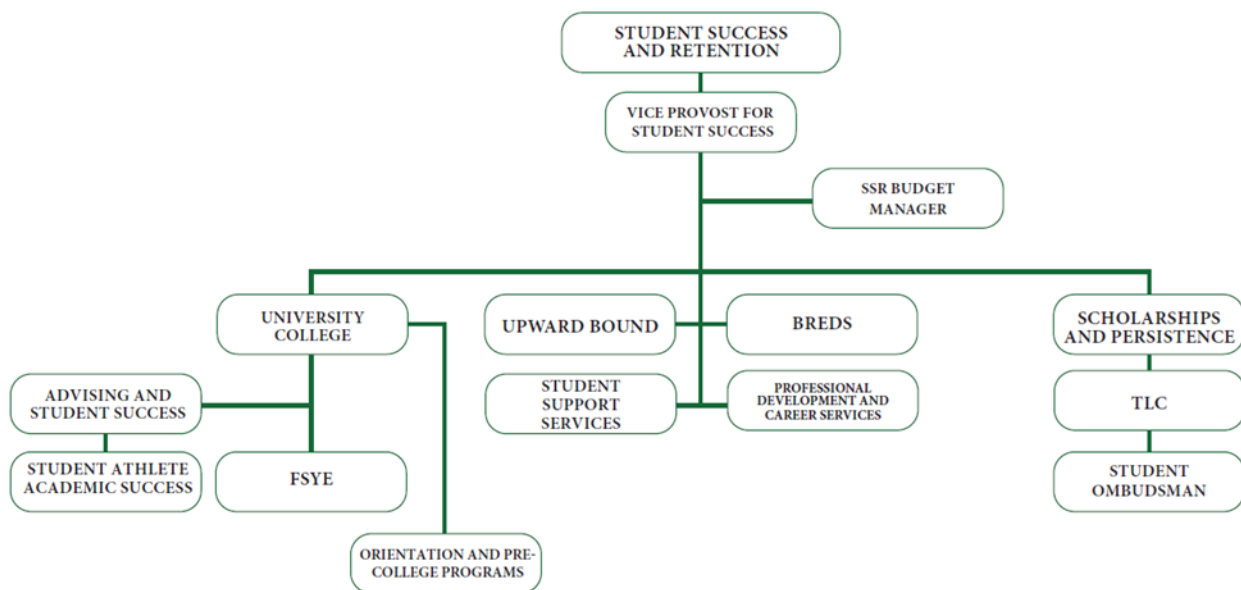 STUDENT SUCCESS
AND RETENTION
VICE PROVOST FOR
STUDENT SUCCESS
SSR BUDGET
MANAGER
UNIVERSITY
COLLEGE
UPWARD BOUND
BREDS
SCHOLARSHIPS
AND PERSISTENCE
ADVISING AND
STUDENT SUCCESS
STUDENT
SUPPORT
SERVICES
PROFESSIONAL
DEVELOPMENT AND
CAREER SERVICES
TLC
STUDENT ATHLETE
ACADEMIC SUCCESS
FSYE
STUDENT
OMBUDSMAN
ORIENTATION AND PRE-
COLLEGE PROGRAMS